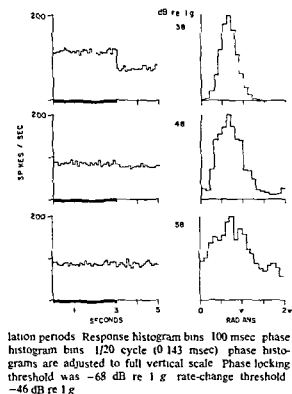 dB re 1 g
200
38
SPIKES / SEC
200
48
200
58
0 1 3 5
SECONDS
0 π 2π
RADIANS
lation periods Response histogram bins 100 msec phase
histogram bins 1/20 cycle (0 143 msec) phase histo-
grams are adjusted to full vertical scale Phase locking
threshold was -68 dB re 1 g rate-change threshold
-46 dB re 1 g